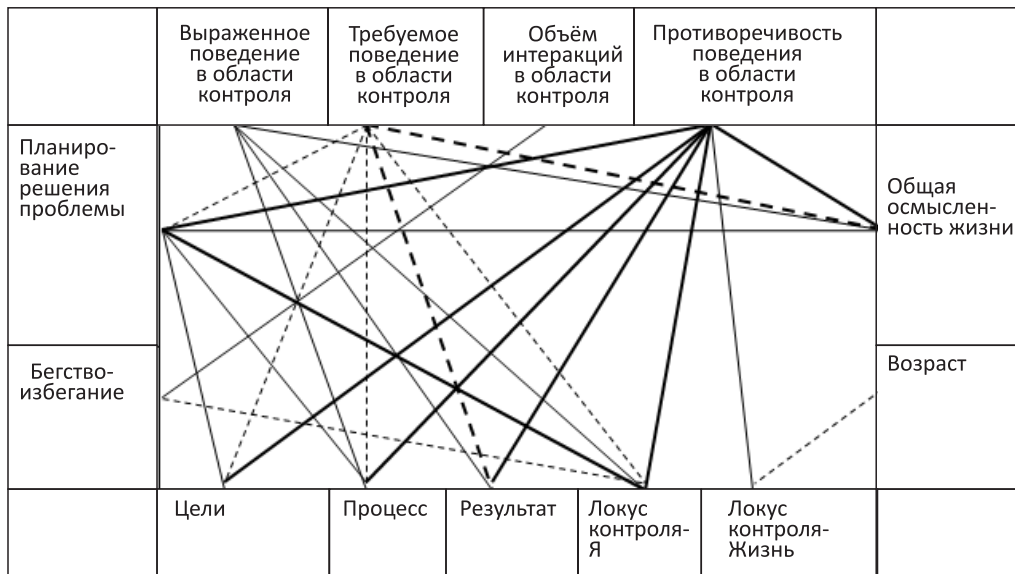 Выраженное
поведение
в области
контроля
Требуемое
поведение
в области
контроля
Объём
интеракций
в области
контроля
Противоречивость
поведения
в области
контроля
Планиро-
вание
решения
проблемы
Общая
осмыслен-
ность жизни
Бегство-
избегание
Возраст
Цели
Процесс
Результат
Локус
контроля-
Я
Локус
контроля-
Жизнь